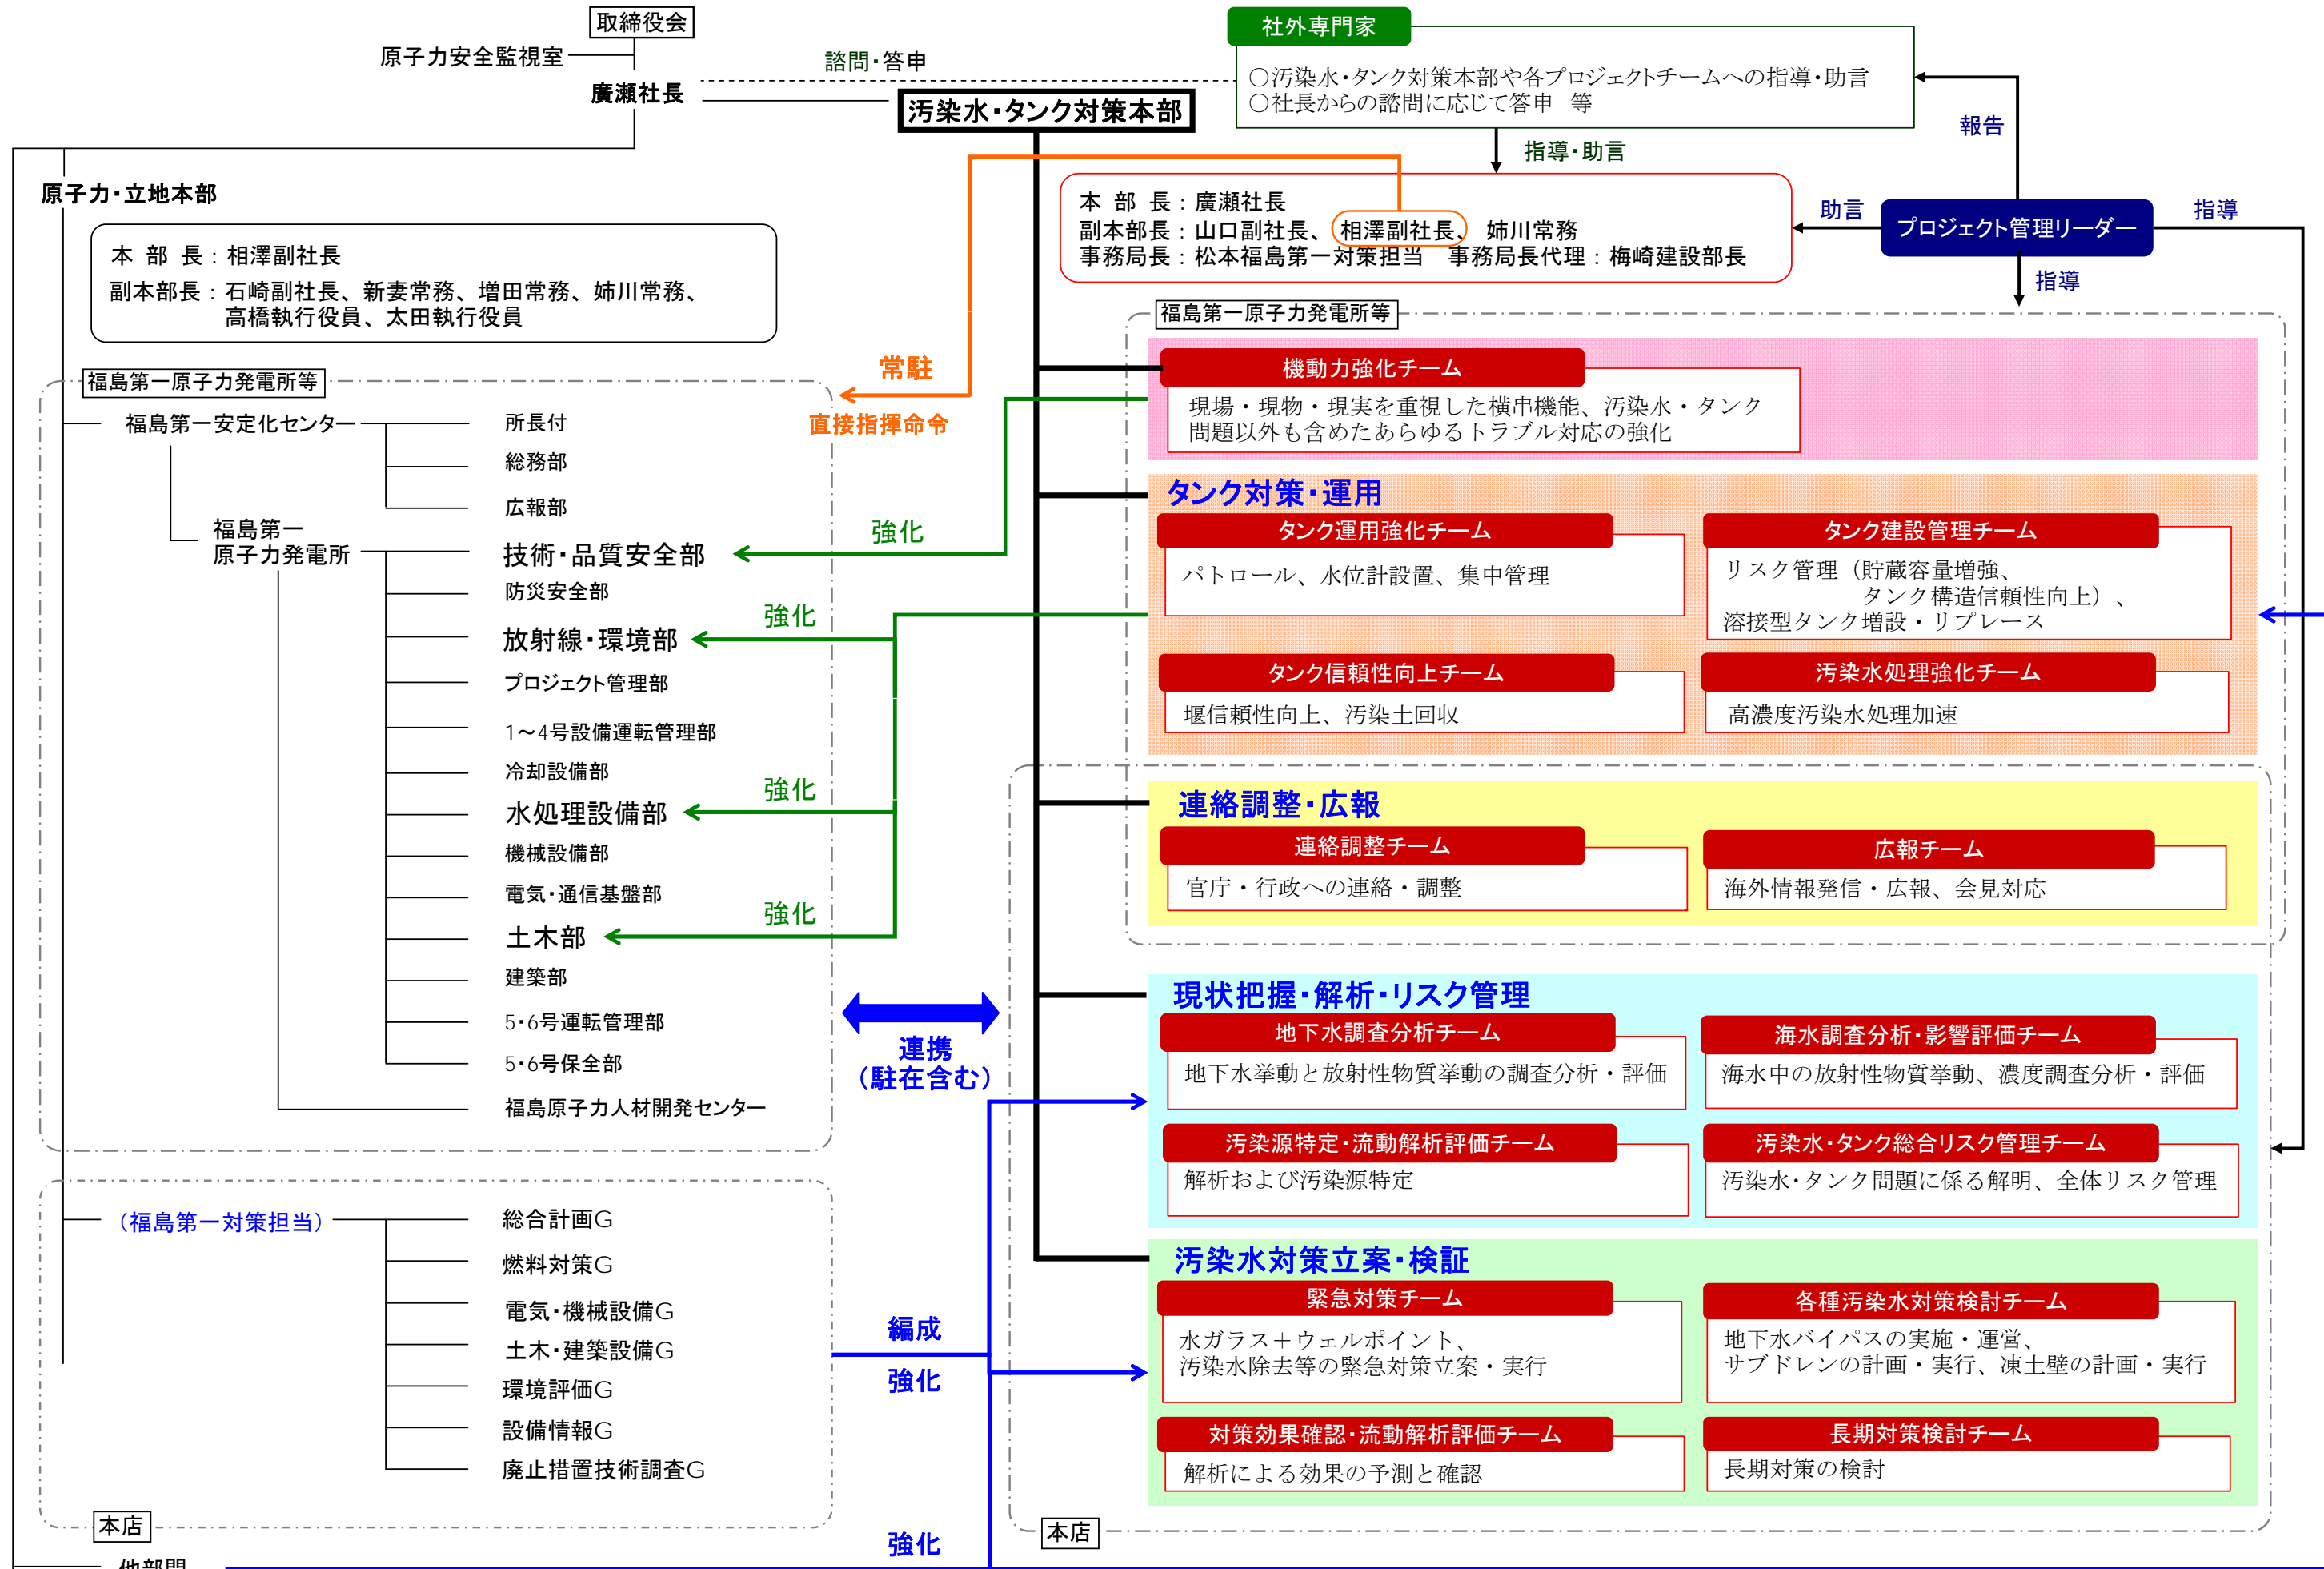 取締役会
原子力安全監視室
廣瀬社長
諮問・答申
社外専門家
○汚染水・タンク対策本部や各プロジェクトチームへの指導・助言
○社長からの諮問に応じて答申 等
報告
指導・助言
汚染水・タンク対策本部
本 部 長：廣瀬社長
副本部長：山口副社長、相澤副社長、姉川常務
事務局長：松本福島第一対策担当 事務局長代理：梅崎建設部長
助言
プロジェクト管理リーダー
指導
指導
原子力・立地本部
本 部 長：相澤副社長
副本部長：石崎副社長、新妻常務、増田常務、姉川常務、
高橋執行役員、太田執行役員
常駐
直接指揮命令
福島第一原子力発電所等
福島第一安定化センター
所長付
総務部
広報部
福島第一
原子力発電所
技術・品質安全部
防災安全部
放射線・環境部
プロジェクト管理部
1～4号設備運転管理部
冷却設備部
水処理設備部
機械設備部
電気・通信基盤部
土木部
建築部
5・6号運転管理部
5・6号保全部
福島原子力人材開発センター
強化
強化
強化
強化
連携
（駐在含む）
（福島第一対策担当）
総合計画G
燃料対策G
電気・機械設備G
土木・建築設備G
環境評価G
設備情報G
廃止措置技術調査G
本店
編成
強化
強化
他部門
福島第一原子力発電所等
機動力強化チーム
現場・現物・現実を重視した横串機能、汚染水・タンク
問題以外も含めたあらゆるトラブル対応の強化
タンク対策・運用
タンク運用強化チーム
パトロール、水位計設置、集中管理
タンク建設管理チーム
リスク管理（貯蔵容量増強、
タンク構造信頼性向上）、
溶接型タンク増設・リプレース
タンク信頼性向上チーム
堰信頼性向上、汚染土回収
汚染水処理強化チーム
高濃度汚染水処理加速
連絡調整・広報
連絡調整チーム
官庁・行政への連絡・調整
広報チーム
海外情報発信・広報、会見対応
現状把握・解析・リスク管理
地下水調査分析チーム
地下水挙動と放射性物質挙動の調査分析・評価
海水調査分析・影響評価チーム
海水中の放射性物質挙動、濃度調査分析・評価
汚染源特定・流動解析評価チーム
解析および汚染源特定
汚染水・タンク総合リスク管理チーム
汚染水・タンク問題に係る解明、全体リスク管理
汚染水対策立案・検証
緊急対策チーム
水ガラス＋ウェルポイント、
汚染水除去等の緊急対策立案・実行
各種汚染水対策検討チーム
地下水バイパスの実施・運営、
サブドレンの計画・実行、凍土壁の計画・実行
対策効果確認・流動解析評価チーム
解析による効果の予測と確認
長期対策検討チーム
長期対策の検討
本店